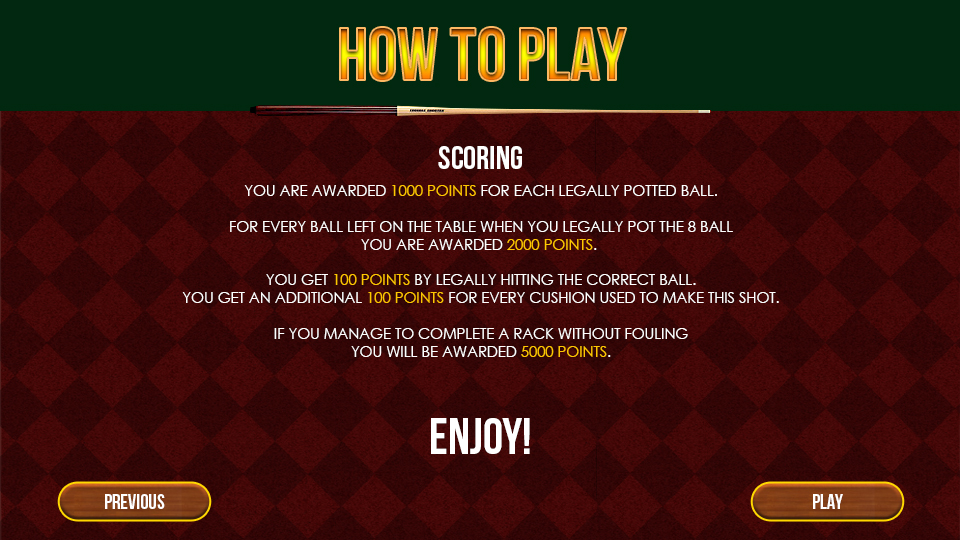 HOW TO PLAY
SCORING
YOU ARE AWARDED 1000 POINTS FOR EACH LEGALLY POTTED BALL.
FOR EVERY BALL LEFT ON THE TABLE WHEN YOU LEGALLY POT THE 8 BALL
YOU ARE AWARDED 2000 POINTS.
YOU GET 100 POINTS BY LEGALLY HITTING THE CORRECT BALL.
YOU GET AN ADDITIONAL 100 POINTS FOR EVERY CUSHION USED TO MAKE THIS SHOT.
IF YOU MANAGE TO COMPLETE A RACK WITHOUT FOULING
YOU WILL BE AWARDED 5000 POINTS.
ENJOY!
PREVIOUS
PLAY